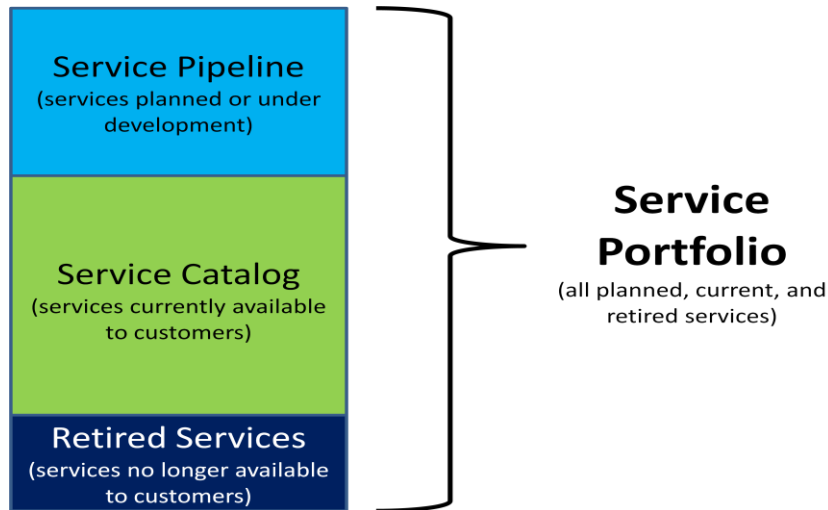 Service Pipeline
(services planned or under
development)
Service Catalog
(services currently available
to customers)
Retired Services
(services no longer available
to customers)
Service
Portfolio
(all planned, current, and
retired services)